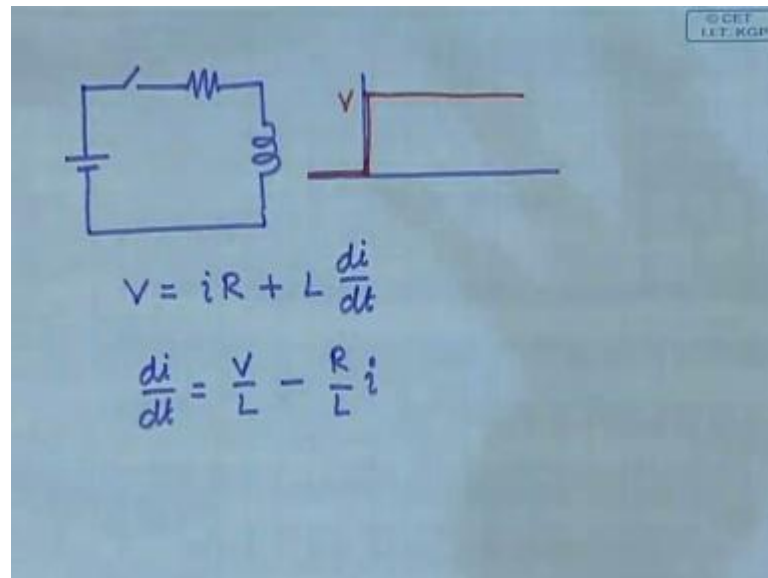 © CET
I.I.T. KGP
V
V = iR + L di/dt
di/dt = V/L - R/L i